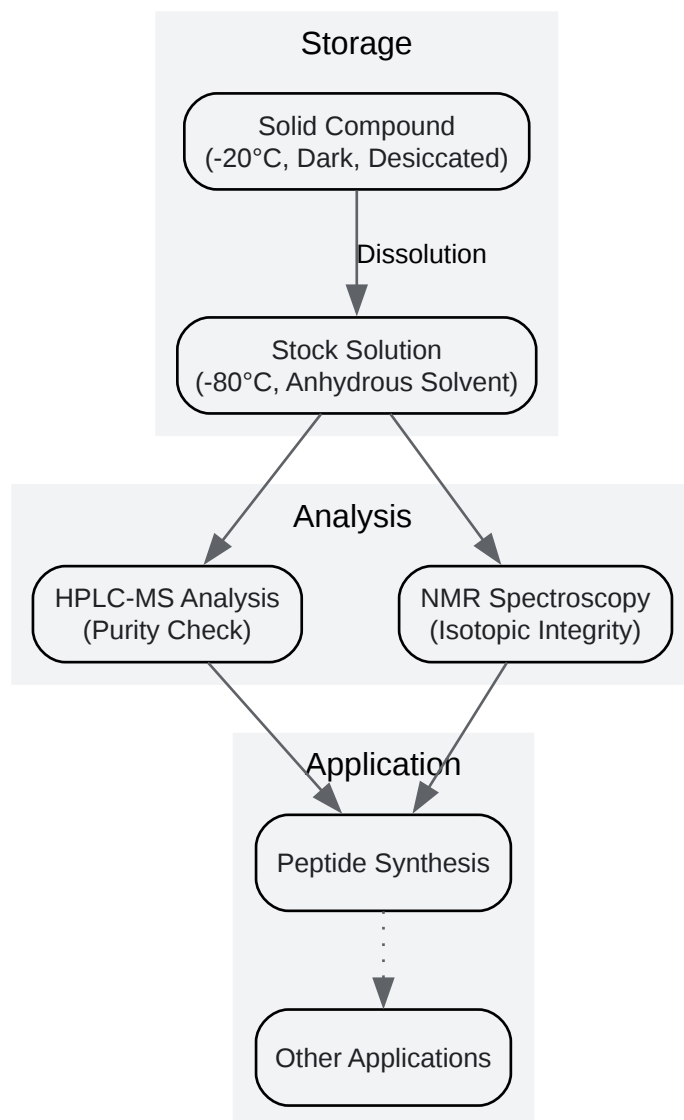 Storage
Solid Compound
(-20°C, Dark, Desiccated)
Dissolution
Stock Solution
(-80°C, Anhydrous Solvent)
Analysis
HPLC-MS Analysis
(Purity Check)
NMR Spectroscopy
(Isotopic Integrity)
Application
Peptide Synthesis
Other Applications